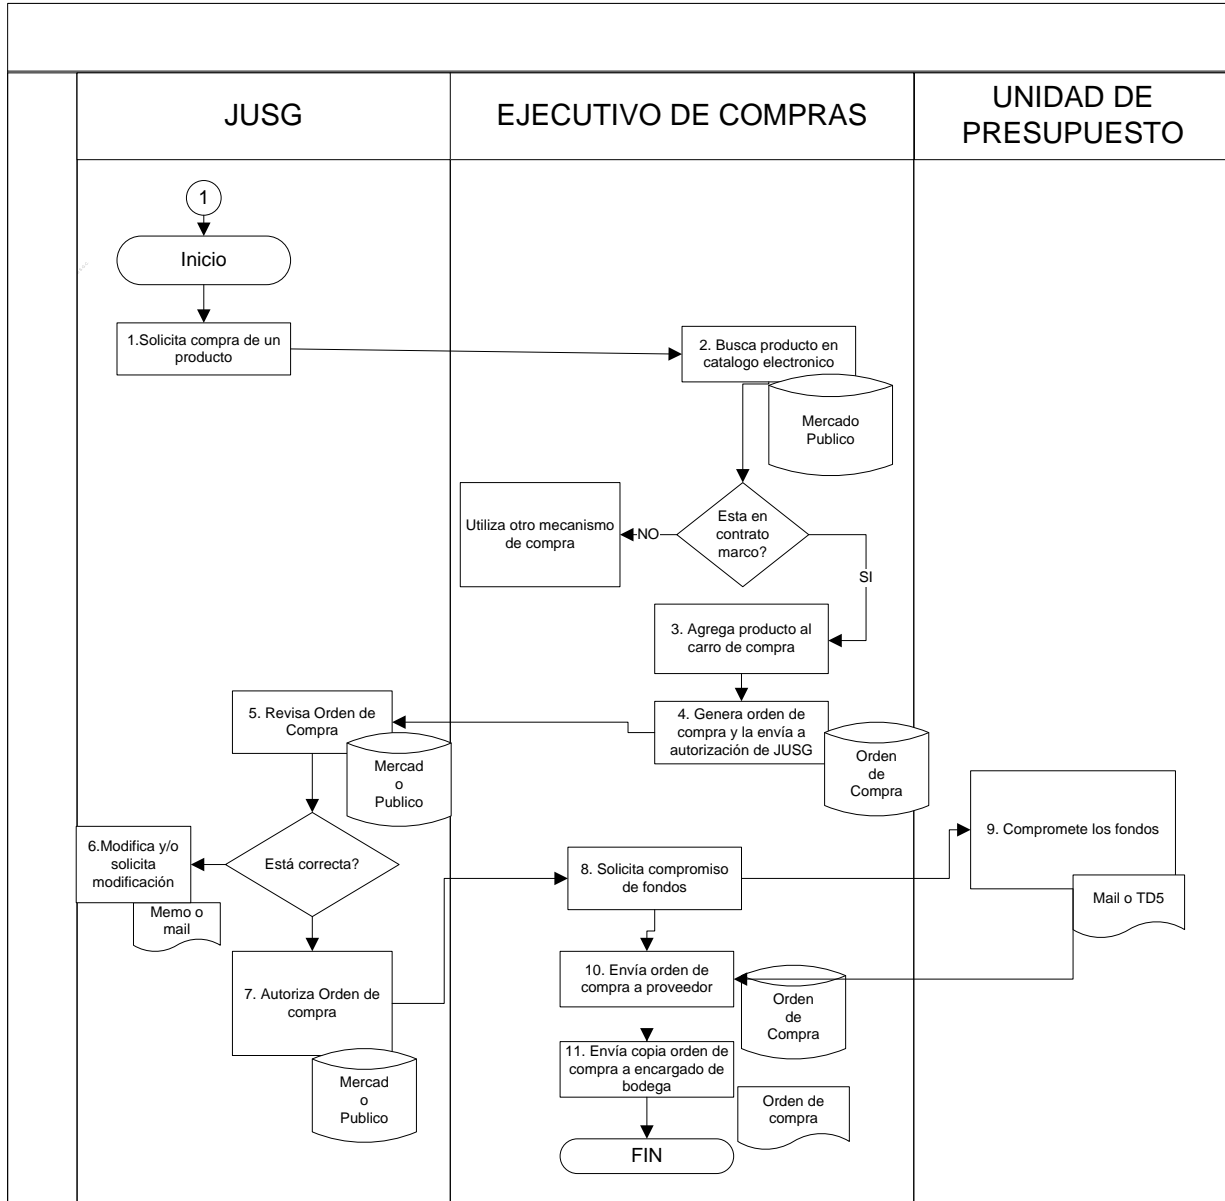 JUSG
EJECUTIVO DE COMPRAS
UNIDAD DE
PRESUPUESTO
1
Inicio
1.Solicita compra de un
producto
2. Busca producto en
catalogo electronico
Mercado
Publico
Esta en
contrato
marco?
NO
Utiliza otro mecanismo
de compra
SI
3. Agrega producto al
carro de compra
4. Genera orden de
compra y la envía a
autorización de JUSG
Orden
de
Compra
5. Revisa Orden de
Compra
Mercad
o
Publico
Está correcta?
6.Modifica y/o
solicita
modificación
Memo o
mail
7. Autoriza Orden de
compra
Mercad
o
Publico
8. Solicita compromiso
de fondos
9. Compromete los fondos
Mail o TD5
10. Envía orden de
compra a proveedor
Orden
de
Compra
11. Envía copia orden de
compra a encargado de
bodega
Orden de
compra
FIN